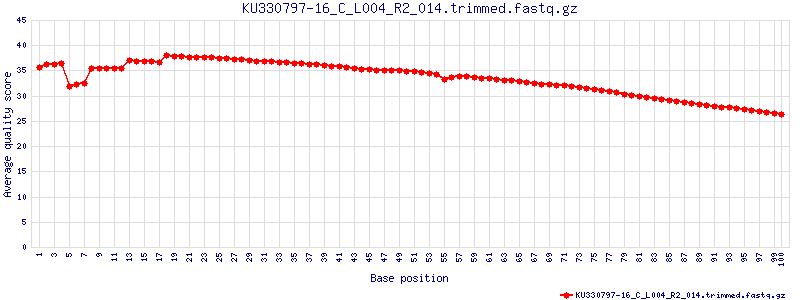 KU330797-16_C_L004_R2_014.trimmed.fastq.gz
Average quality score
45
40
35
30
25
20
15
10
5
0
1 3 5 7 9 11 13 15 17 19 21 23 25 27 29 31 33 35 37 39 41 43 45 47 49 51 53 55 57 59 61 63 65 67 69 71 73 75 77 79 81 83 85 87 89 91 93 95 97 99 100
Base position
KU330797-16_C_L004_R2_014.trimmed.fastq.gz